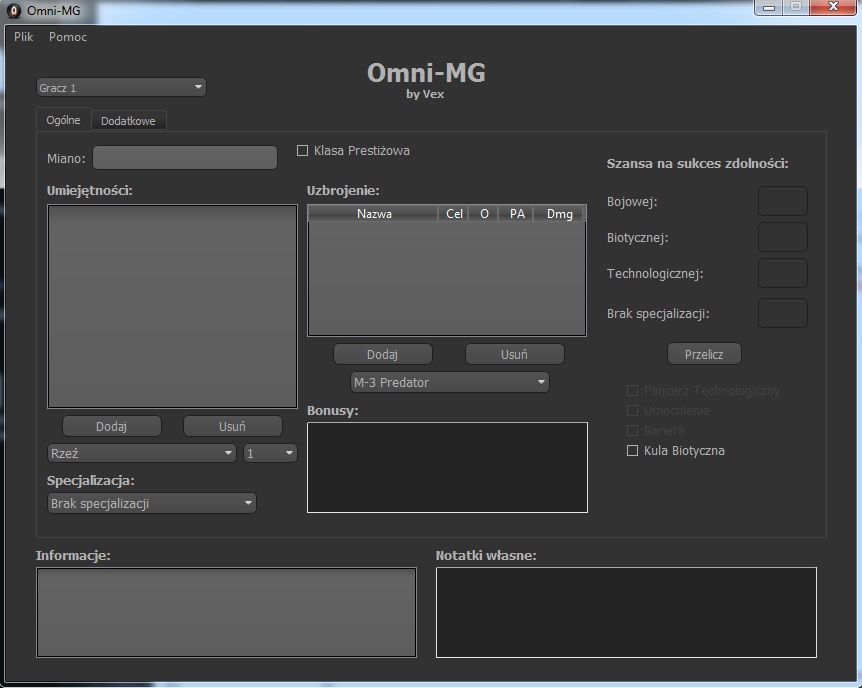 Omni-MG
Plik Pomoc
Omni-MG
by Vex
Gracz 1
Ogólne Dodatkowe
Miano:
Klasa Prestiżowa
Szansa na sukces zdolności:
Umiejętności:
Uzbrojenie:
Nazwa Cel O PA Dmg
Bojowej:
Biotycznej:
Technologicznej:
Brak specjalizacji:
Dodaj Usuń
Przelicz
M-3 Predator
Pancerz Technologiczny
Umocnienie
Bariera
Kula Biotyczna
Bonusy:
Dodaj Usuń
Rzeź 1
Specjalizacja:
Brak specjalizacji
Informacje:
Notatki własne: